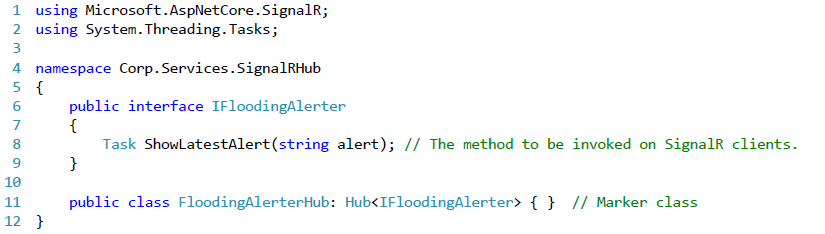 1 using Microsoft.AspNetCore.SignalR;
2 using System.Threading.Tasks;
3
4 namespace Corp.Services.SignalRHub
5 {
6     public interface IFloodingAlerter
7     {
8         Task ShowLatestAlert(string alert); // The method to be invoked on SignalR clients.
9     }
10
11     public class FloodingAlerterHub: Hub<IFloodingAlerter> { }  // Marker class
12 }